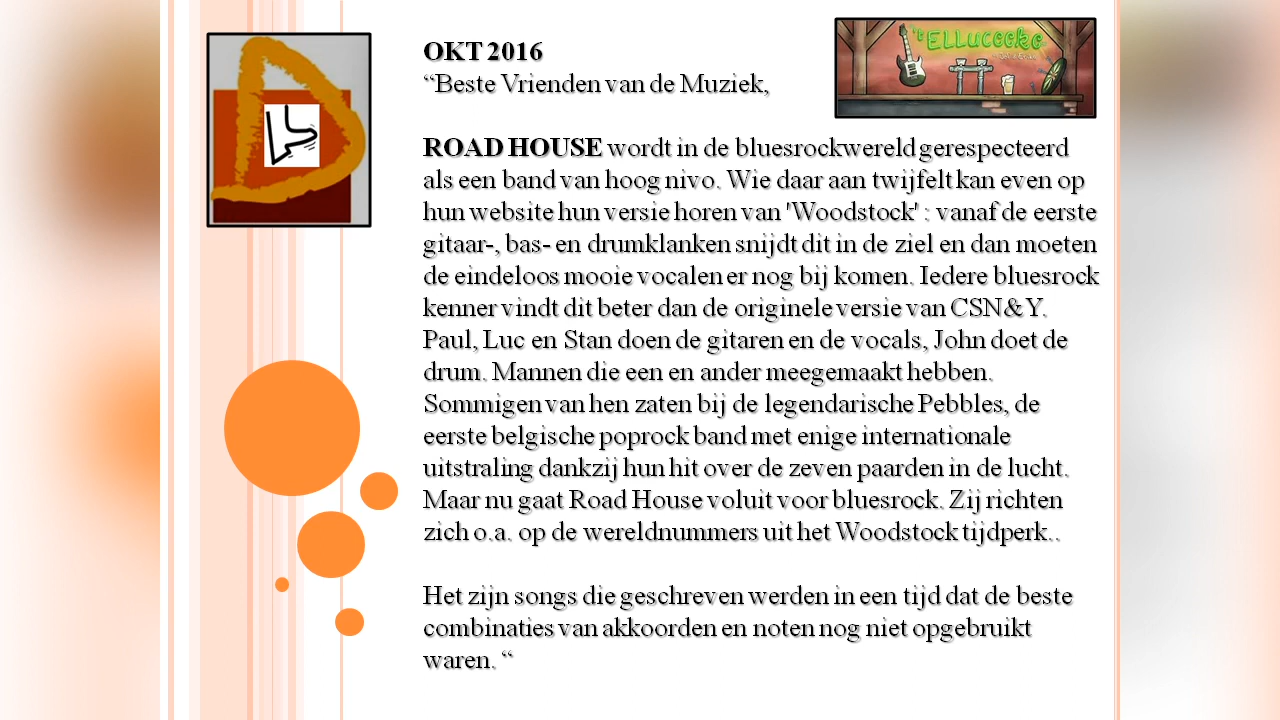 OKT 2016
“Beste Vrienden van de Muziek,
't ELLUCOCKE
ROAD HOUSE wordt in de bluesrockwereld gerespecteerd
als een band van hoog nivo. Wie daar aan twijfelt kan even op
hun website hun versie horen van 'Woodstock' : vanaf de eerste
gitaar-, bas- en drumklanken snijdt dit in de ziel en dan moeten
de eindeloos mooie vocalen er nog bij komen. Iedere bluesrock
kenner vindt dit beter dan de originele versie van CSN&Y.
Paul, Luc en Stan doen de gitaren en de vocals, John doet de
drum. Mannen die een en ander meegemaakt hebben.
Sommigen van hen zaten bij de legendarische Pebbles, de
eerste belgische poprock band met enige internationale
uitstraling dankzij hun hit over de zeven paarden in de lucht.
Maar nu gaat Road House voluit voor bluesrock. Zij richten
zich o.a. op de wereldnummers uit het Woodstock tijdperk..
Het zijn songs die geschreven werden in een tijd dat de beste
combinaties van akkoorden en noten nog niet opgebruikt
waren. “